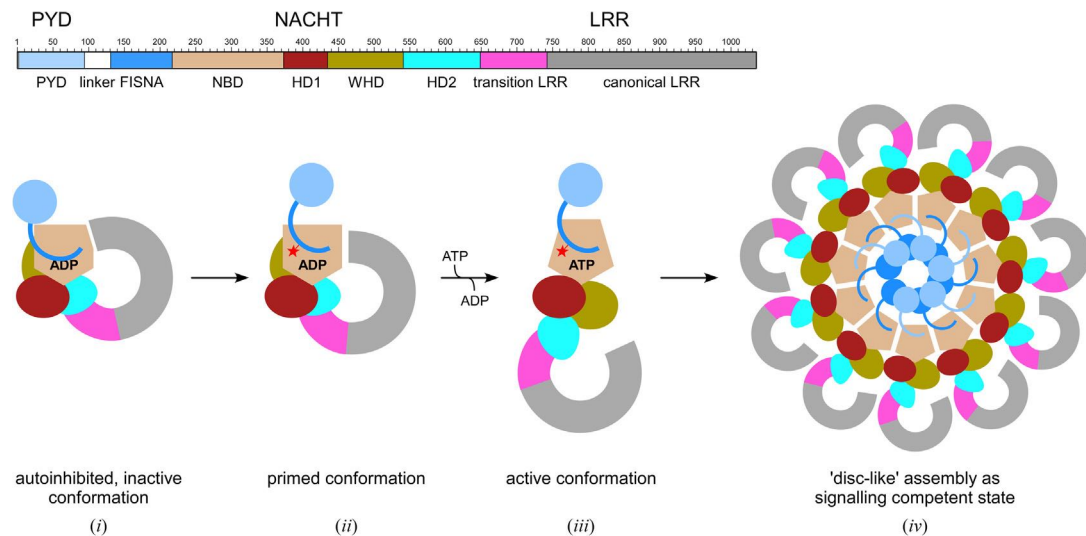 PYD NACHT LRR
1 50 100 150 200 250 300 350 400 450 500 550 600 650 700 750 800 850 900 950 1000
PYD linker FISNA NBD HD1 WHD HD2 transition LRR canonical LRR
ADP ADP ATP ADP ATP
autoinhibited, inactive
conformation
primed conformation
active conformation
'disc-like' assembly as
signalling competent state
(i) (ii) (iii) (iv)